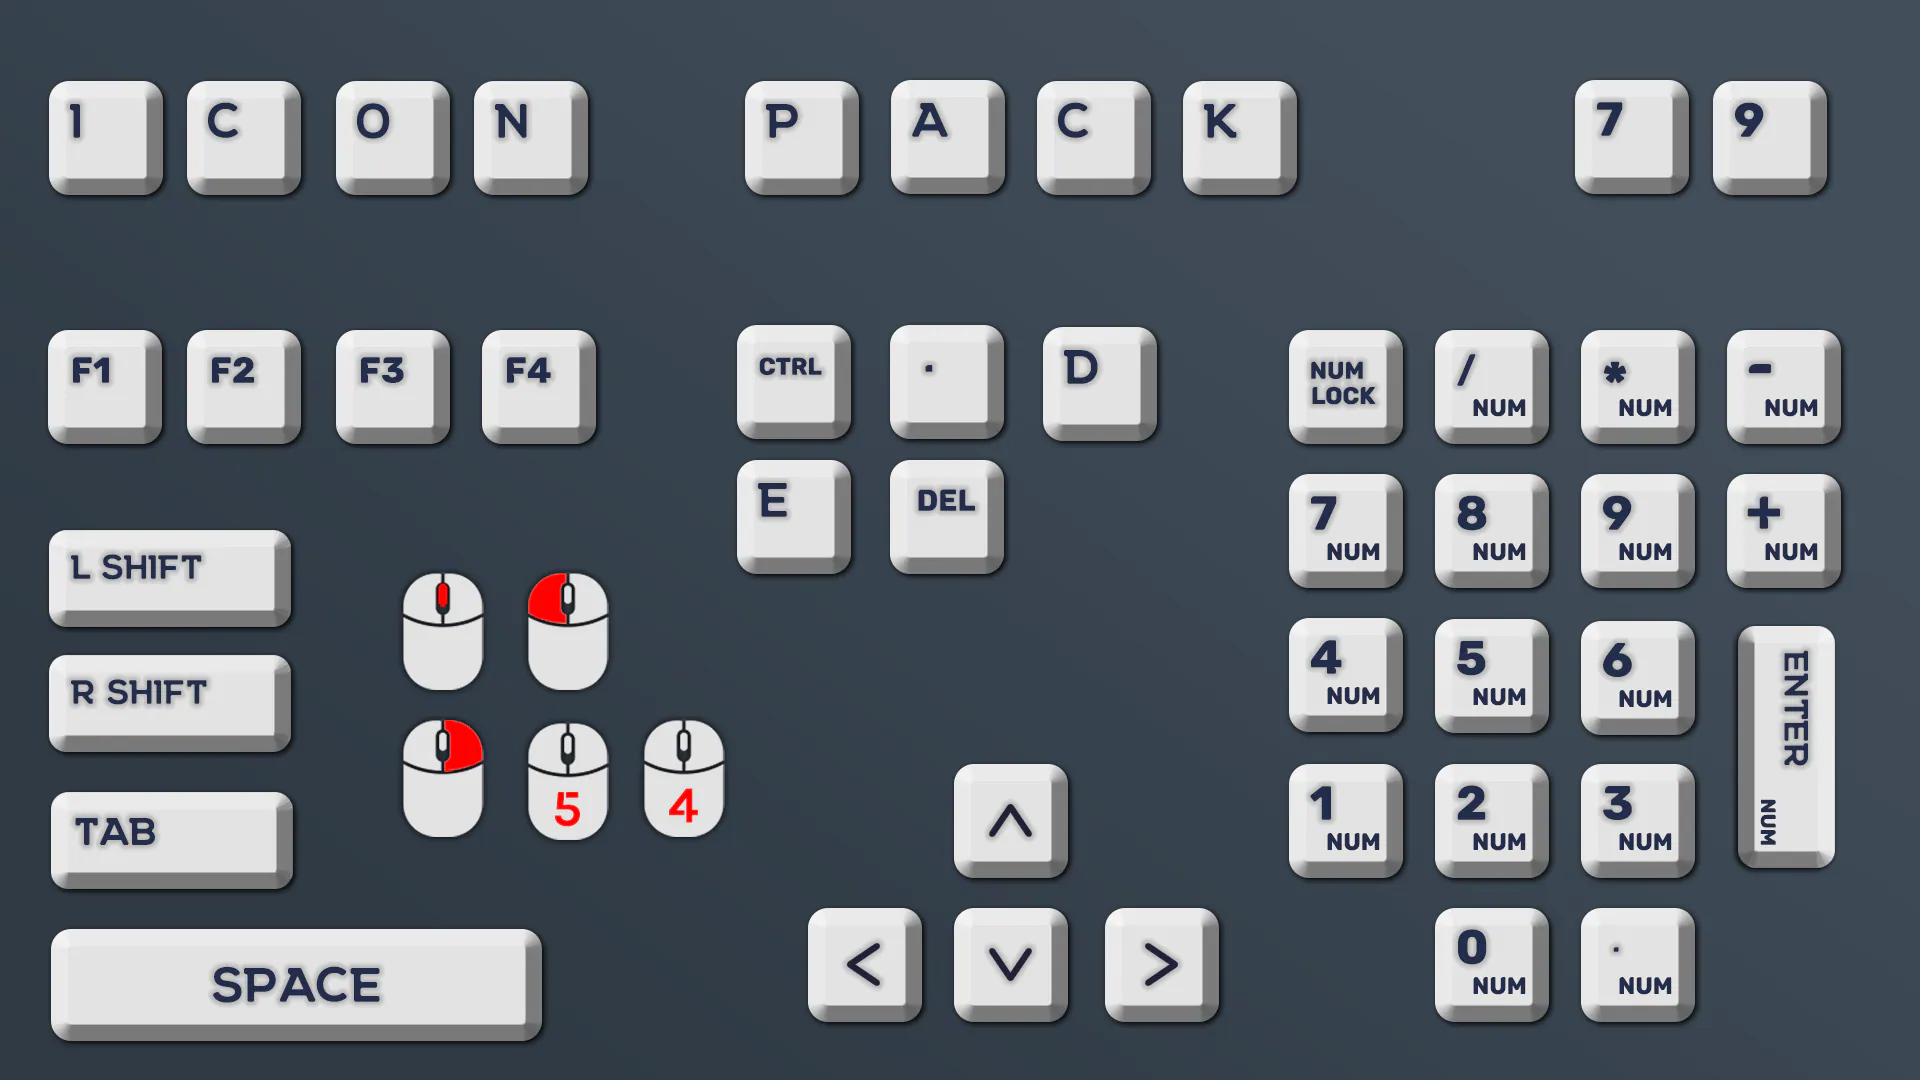 I C O N P A C K 7 9
F1 F2 F3 F4
CTRL . D
E DEL
L SHIFT
R SHIFT
TAB
SPACE
5 4
^
< v >
NUM LOCK
/ NUM
* NUM
- NUM
7 NUM
8 NUM
9 NUM
+ NUM
4 NUM
5 NUM
6 NUM
ENTER NUM
1 NUM
2 NUM
3 NUM
0 NUM
. NUM